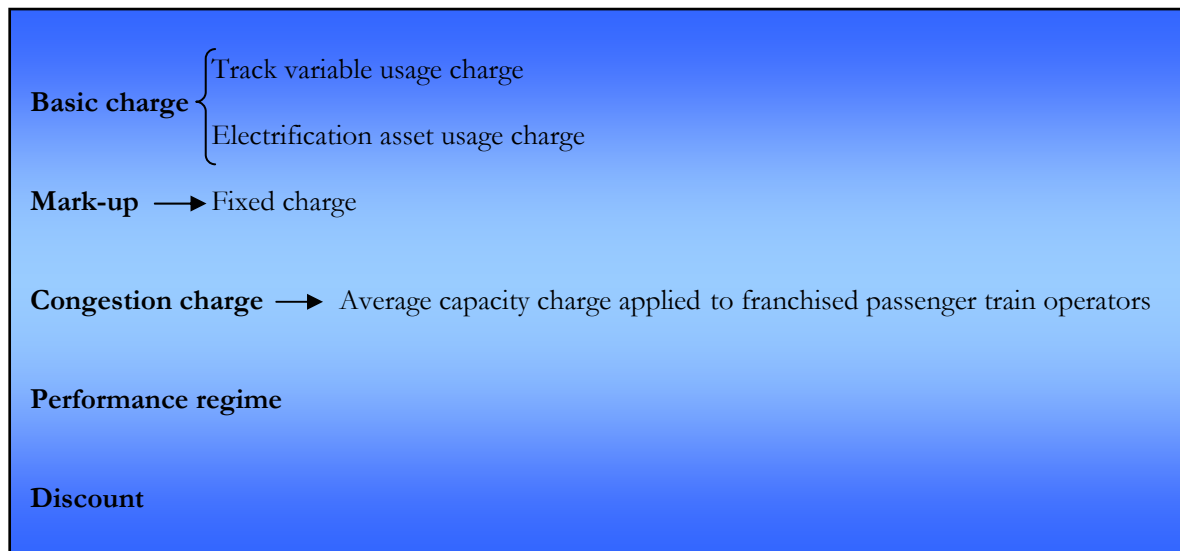 Track variable usage charge
Basic charge
Electrification asset usage charge
Mark-up Fixed charge
Congestion charge Average capacity charge applied to franchised passenger train operators
Performance regime
Discount